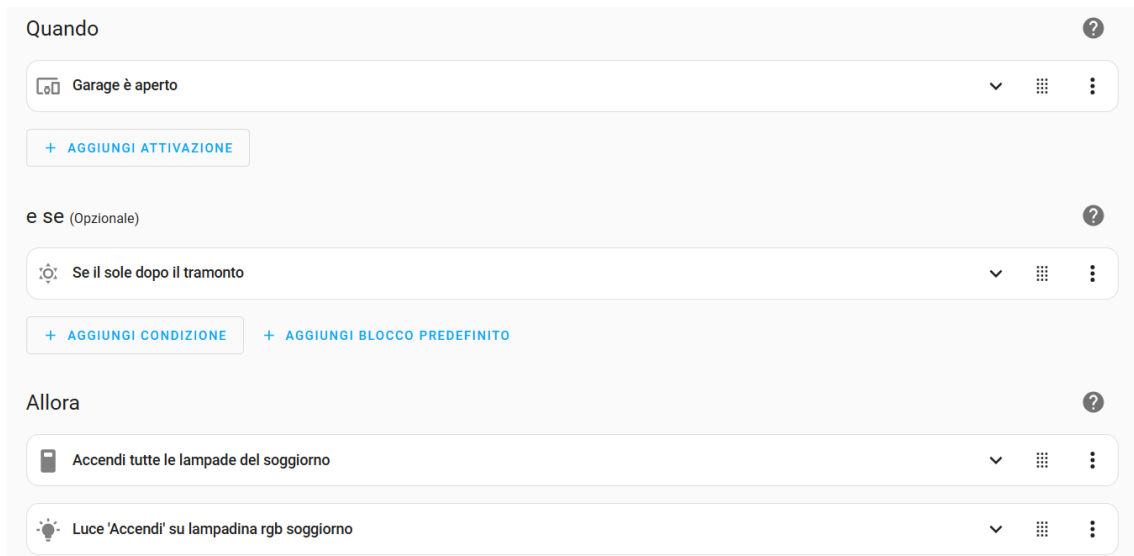 Quando
Garage è aperto
+ AGGIUNGI ATTIVAZIONE
e se (Opzionale)
Se il sole dopo il tramonto
+ AGGIUNGI CONDIZIONE + AGGIUNGI BLOCCO PREDEFINITO
Allora
Accendi tutte le lampade del soggiorno
Luce 'Accendi' su lampadina rgb soggiorno